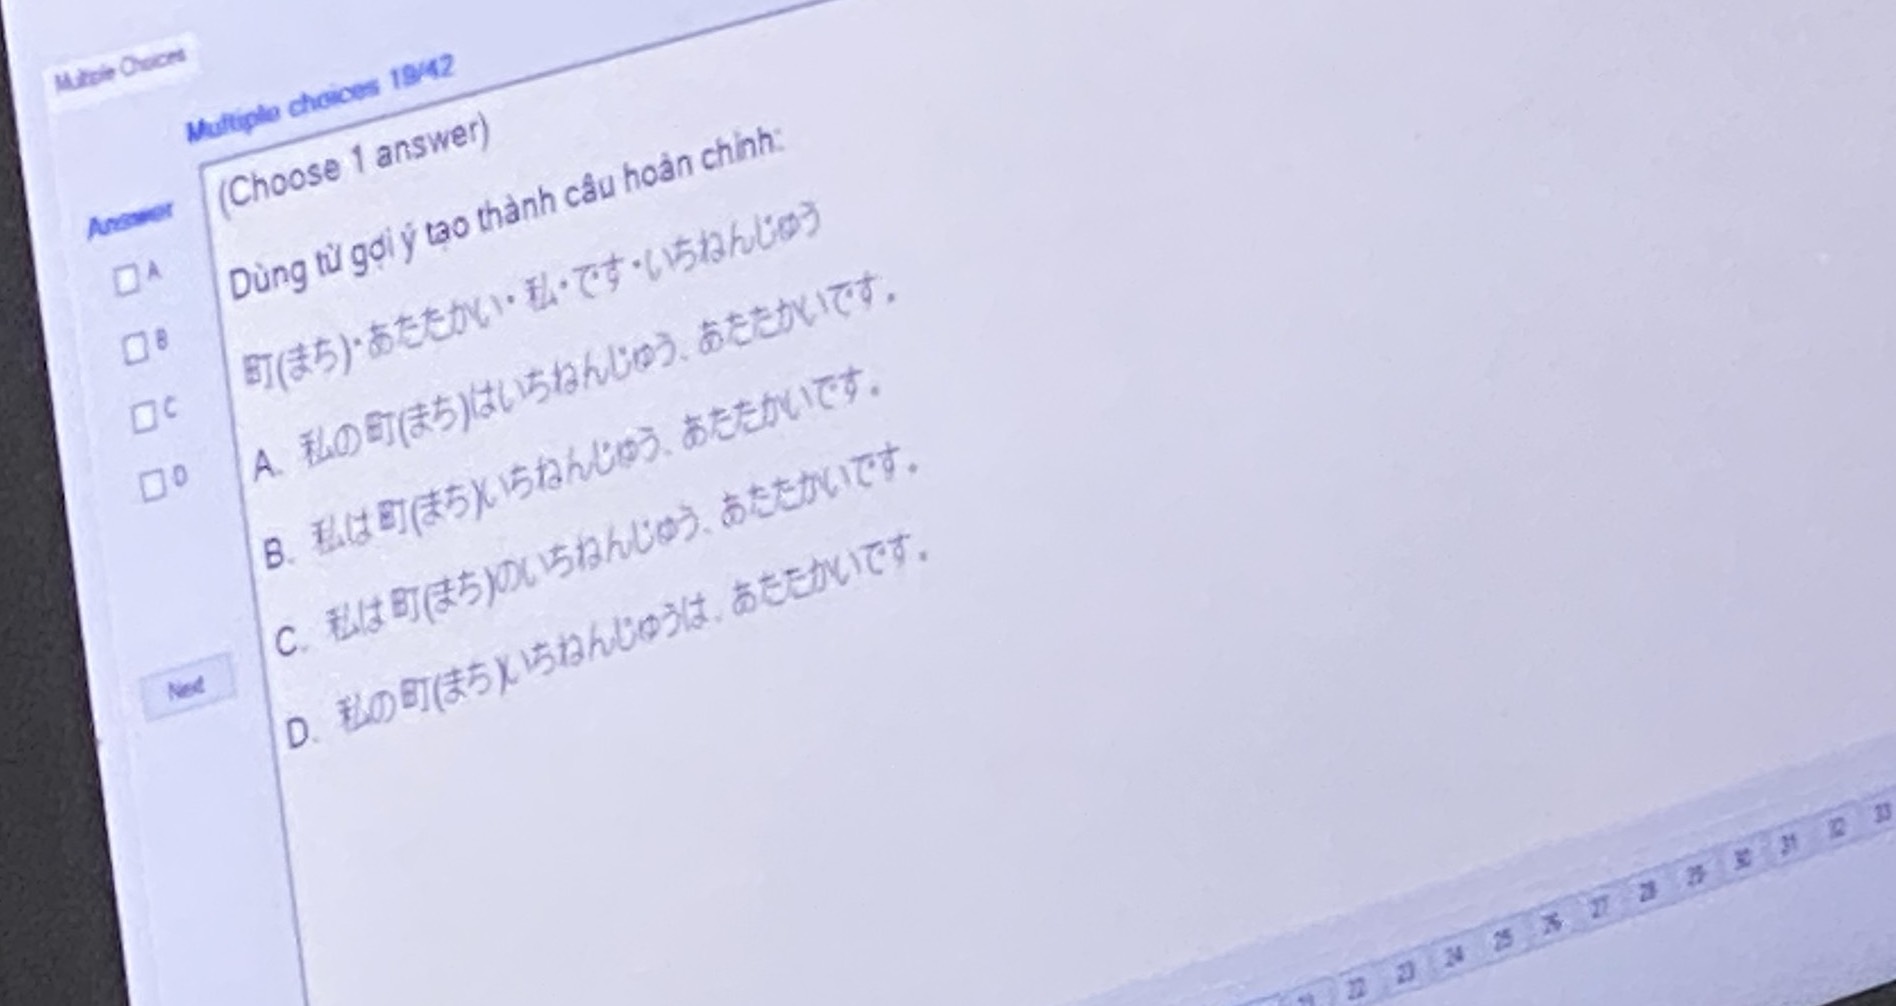 Multiple Choices
Multiple choices 19/42
(Choose 1 answer)
Answer
Dùng từ gợi ý tạo thành câu hoàn chỉnh:
町(まち)・あたたかい・私・です・いちねんじゅう
A. 私の町(まち)はいちねんじゅう、あたたかいです。
B. 私は町(まち)いちねんじゅう、あたたかいです。
C. 私は町(まち)のいちねんじゅう、あたたかいです。
D. 私の町(まち)いちねんじゅうは、あたたかいです。
A
B
C
D
Next
22 23 24 25 26 27 28 29 30 31 32 33